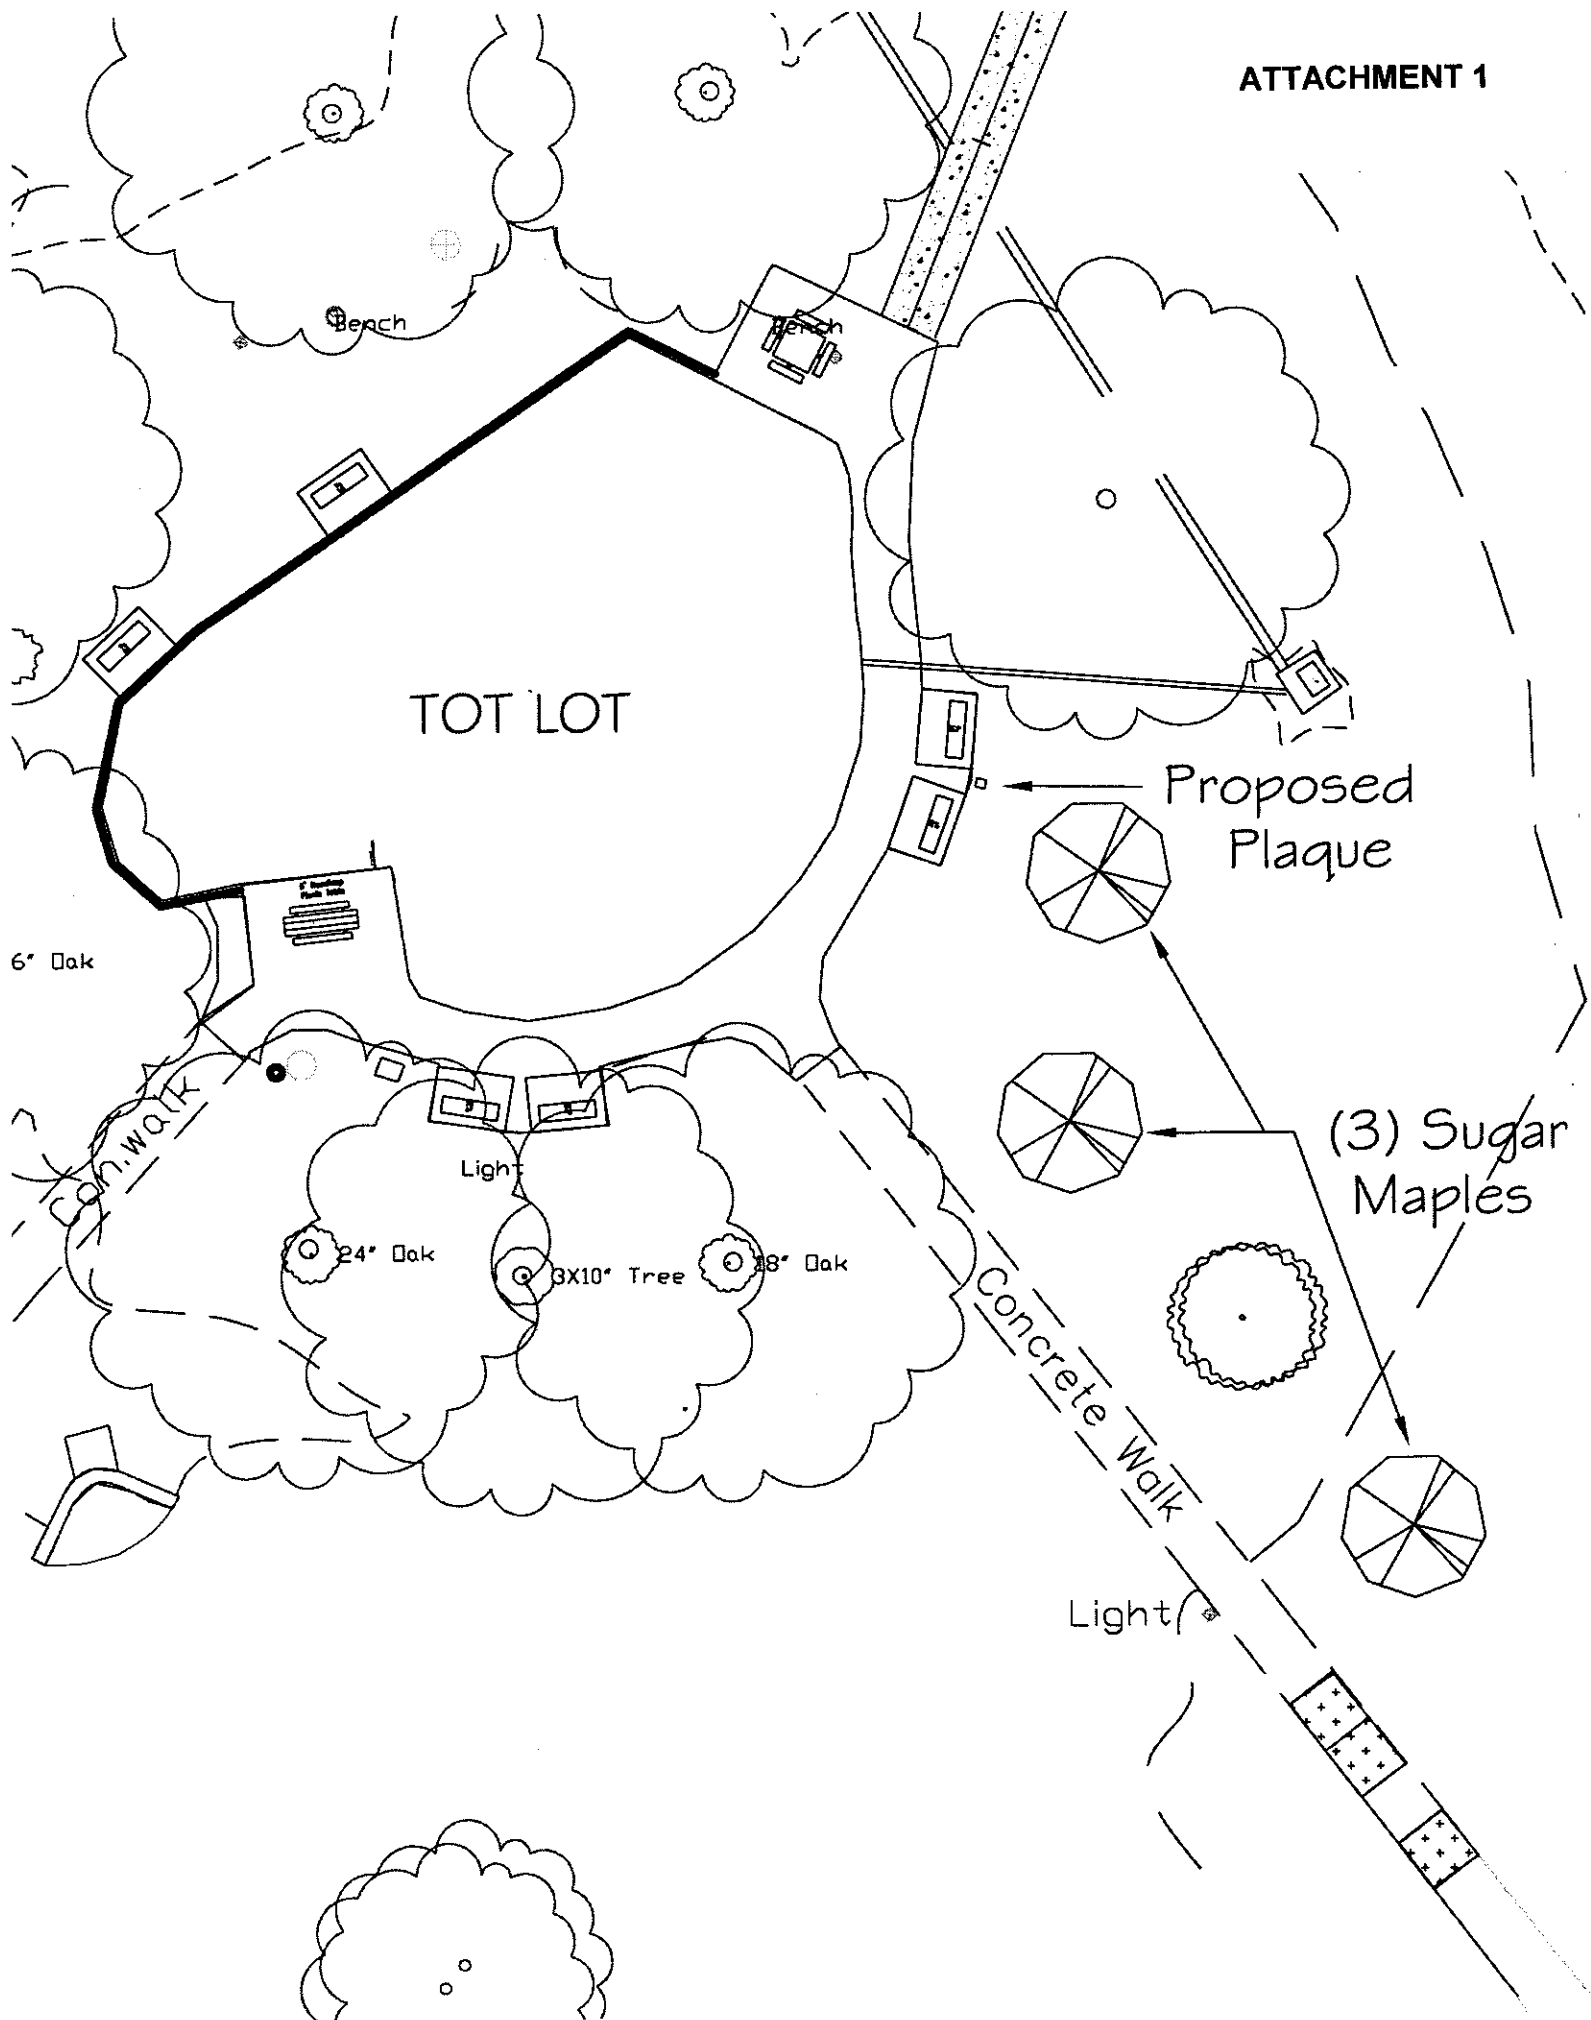 ATTACHMENT 1
Bench
Bench
TOT LOT
Proposed
Plaque
6" Oak
Con.walk
Light
(3) Sugar
Maples
24" Oak
3X10" Tree
18" Oak
Concrete Walk
Light